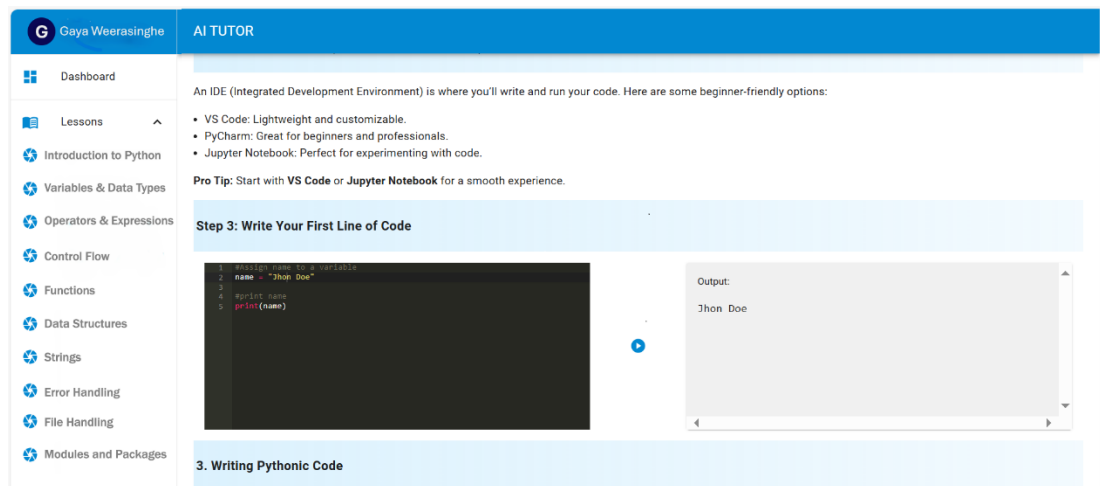 G Gaya Weerasinghe
AI TUTOR
Dashboard
Lessons
Introduction to Python
Variables & Data Types
Operators & Expressions
Control Flow
Functions
Data Structures
Strings
Error Handling
File Handling
Modules and Packages
An IDE (Integrated Development Environment) is where you'll write and run your code. Here are some beginner-friendly options:
• VS Code: Lightweight and customizable.
• PyCharm: Great for beginners and professionals.
• Jupyter Notebook: Perfect for experimenting with code.
Pro Tip: Start with VS Code or Jupyter Notebook for a smooth experience.
Step 3: Write Your First Line of Code
1 #Assign name to a variable
2 name = "Jhon Doe"
3
4 #print name
5 print(name)
Output:
Jhon Doe
3. Writing Pythonic Code